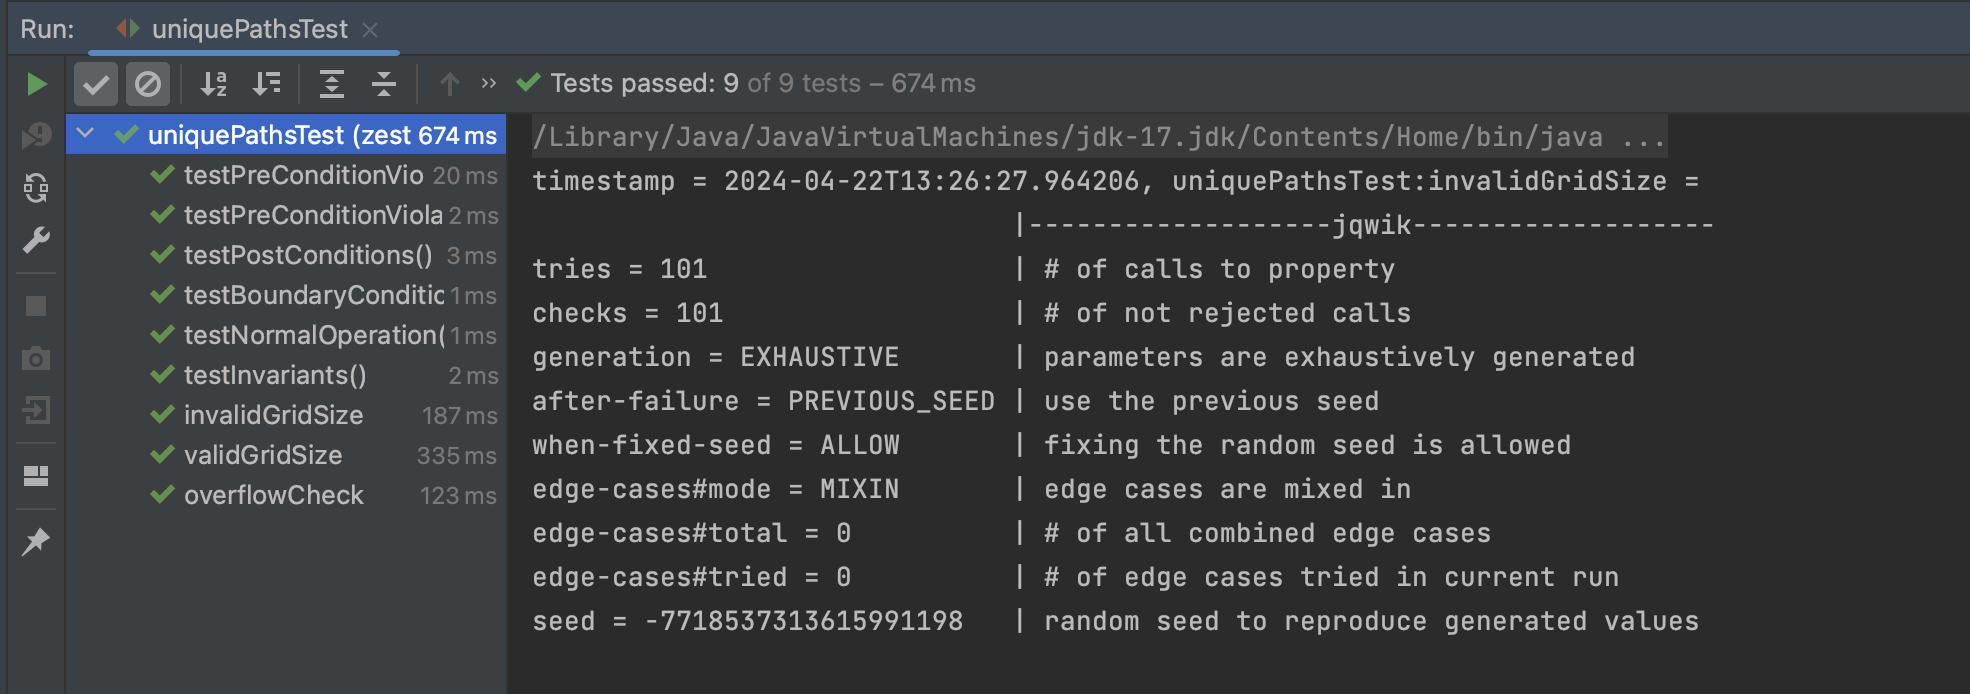 Run: uniquePathsTest
Tests passed: 9 of 9 tests – 674 ms
uniquePathsTest (zest 674 ms
testPreConditionVio 20 ms
testPreConditionViola 2 ms
testPostConditions() 3 ms
testBoundaryConditic 1 ms
testNormalOperation( 1 ms
testInvariants() 2 ms
invalidGridSize 187 ms
validGridSize 335 ms
overflowCheck 123 ms
/Library/Java/JavaVirtualMachines/jdk-17.jdk/Contents/Home/bin/java ...
timestamp = 2024-04-22T13:26:27.964206, uniquePathsTest:invalidGridSize =
|-------------------jqwik-------------------
tries = 101 | # of calls to property
checks = 101 | # of not rejected calls
generation = EXHAUSTIVE | parameters are exhaustively generated
after-failure = PREVIOUS_SEED | use the previous seed
when-fixed-seed = ALLOW | fixing the random seed is allowed
edge-cases#mode = MIXIN | edge cases are mixed in
edge-cases#total = 0 | # of all combined edge cases
edge-cases#tried = 0 | # of edge cases tried in current run
seed = -7718537313615991198 | random seed to reproduce generated values